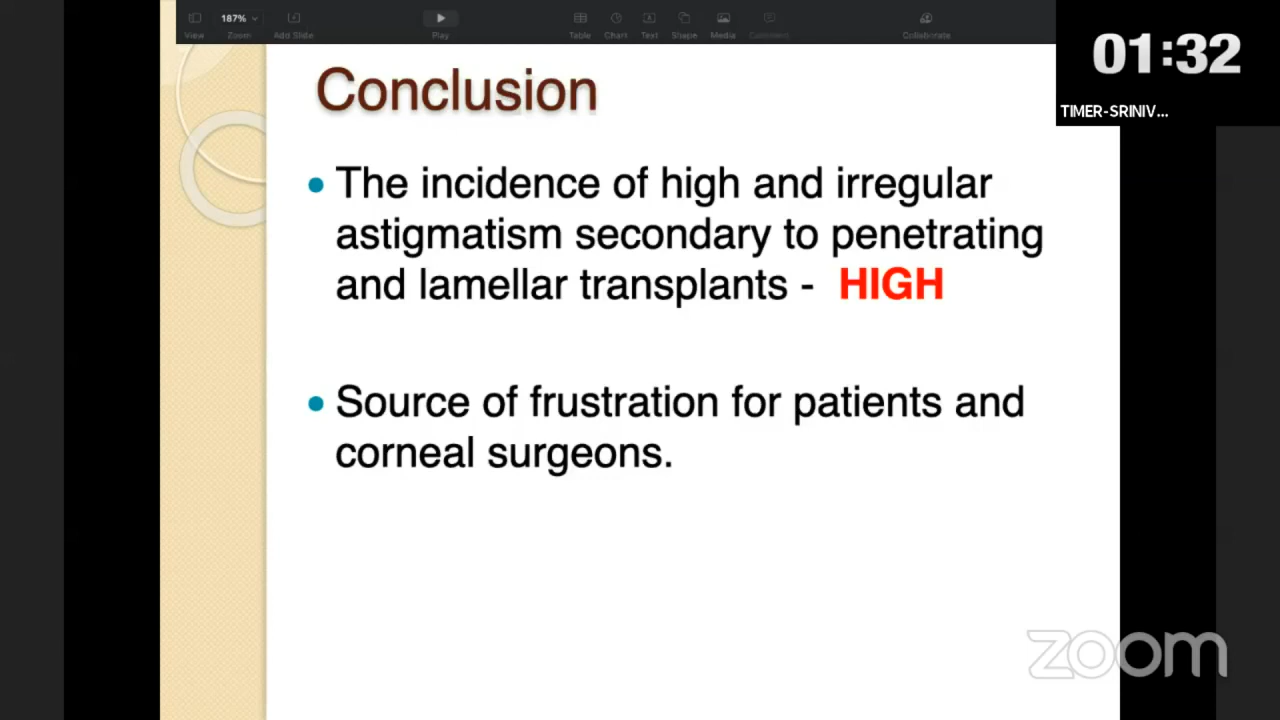 187%
View
Zoom
Add Slide
Play
Table
Chart
Text
Shape
Media
Comment
Collaborate
01:32
TIMER-SRINIV...
Conclusion
• The incidence of high and irregular
astigmatism secondary to penetrating
and lamellar transplants - HIGH
• Source of frustration for patients and
corneal surgeons.
zoom